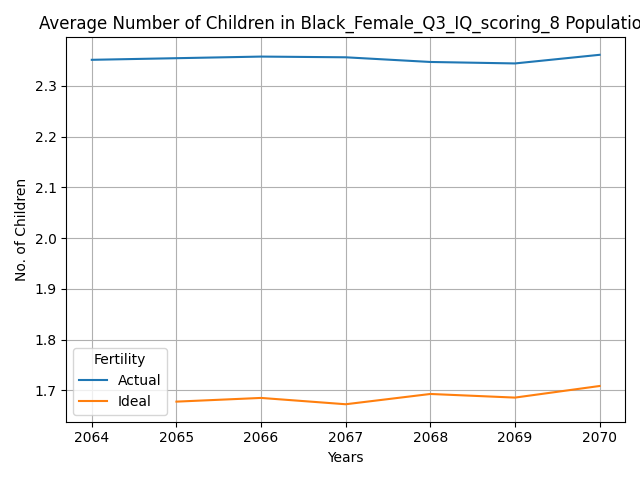 Average Number of Children in Black_Female_Q3_IQ_scoring_8 Populatio
2.3
2.2
2.1
2.0
1.9
1.8
1.7
No. of Children
Fertility
Actual
Ideal
2064 2065 2066 2067 2068 2069 2070
Years